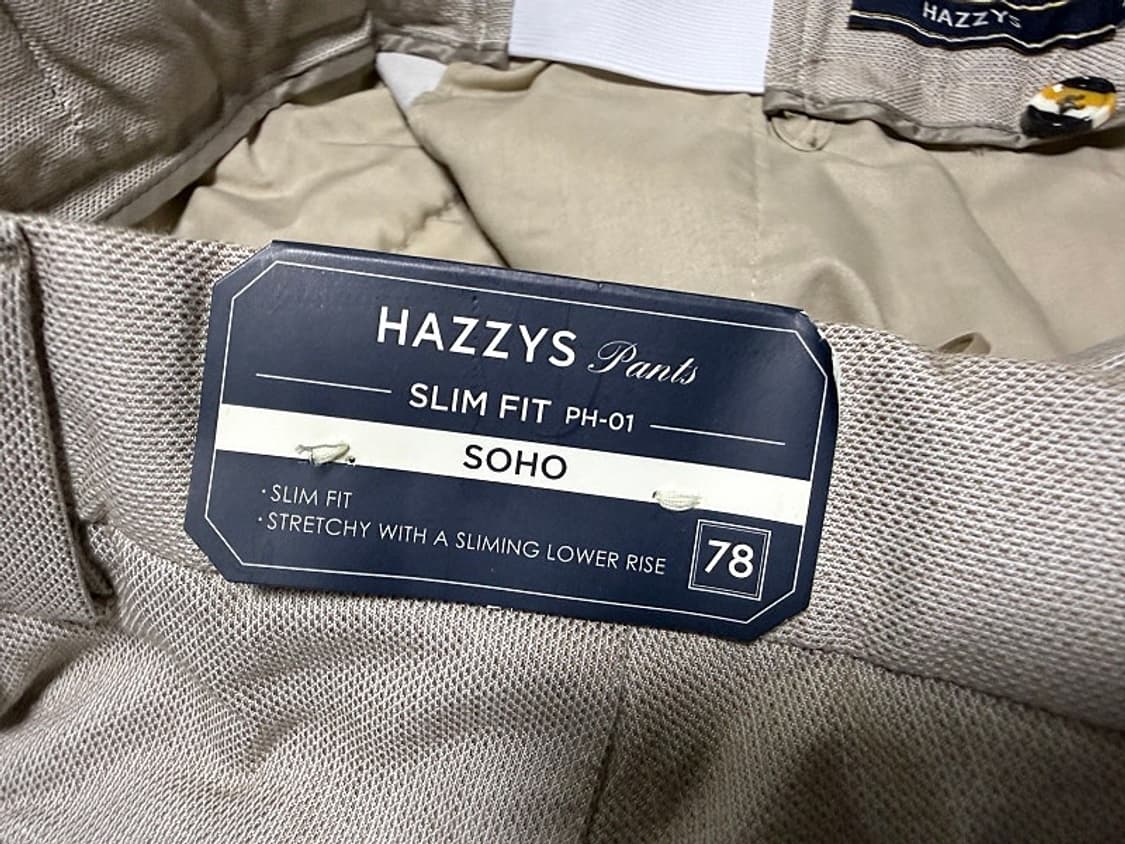 HAZZYS
HAZZYS Pants
SLIM FIT PH-01
SOHO
·SLIM FIT
·STRETCHY WITH A SLIMING LOWER RISE
78